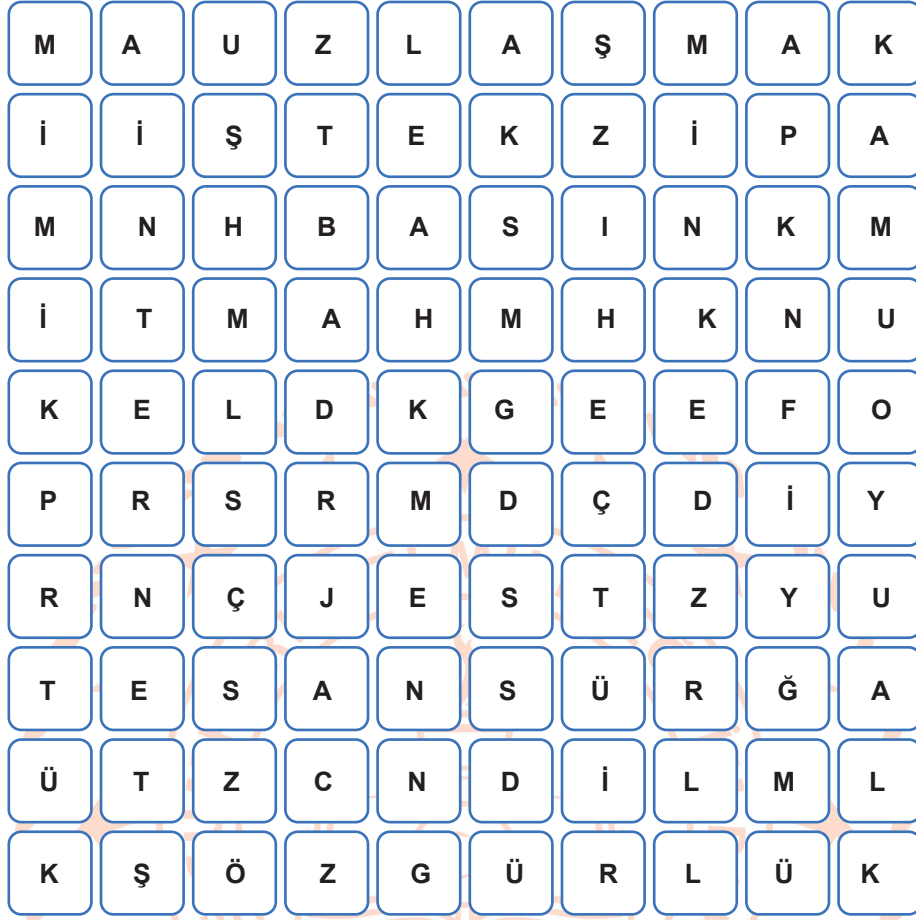 M A U Z L A Ş M A K
İ İ Ş T E K Z İ P A
M N H B A S I N K M
İ T M A H M H K N U
K E L D K G E E F O
P R S R M D Ç D İ Y
R N Ç J E S T Z Y U
T E S A N S Ü R Ğ A
Ü T Z C N D İ L M L
K Ş Ö Z G Ü R L Ü K